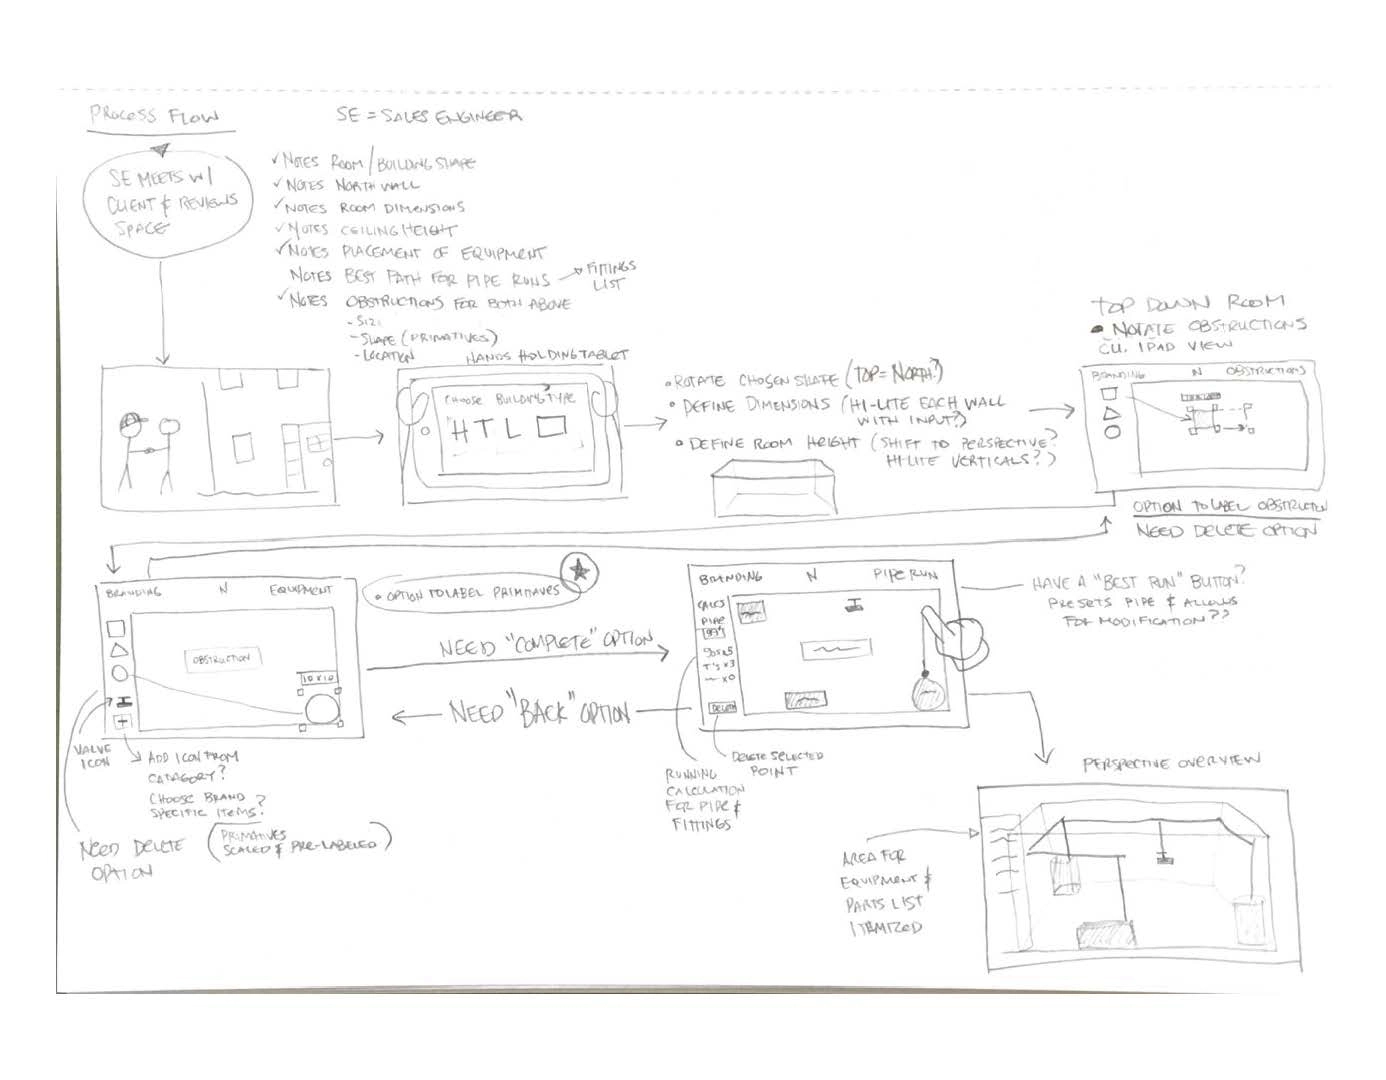 PROCESS FLOW
SE = SALES ENGINEER
SE MEETS W/
CLIENT & REVIEWS
SPACE
✓ NOTES ROOM / BUILDING SHAPE
✓ NOTES NORTH WALL
✓ NOTES ROOM DIMENSIONS
✓ NOTES CEILING HEIGHT
✓ NOTES PLACEMENT OF EQUIPMENT
NOTES BEST PATH FOR PIPE RUNS → FITTINGS
LIST
✓ NOTES OBSTRUCTIONS FOR BOTH ABOVE
- SIZE
- SHAPE (PRIMATIVES)
- LOCATION
HANDS HOLDING TABLET
CHOOSE BUILDING TYPE
H T L
• ROTATE CHOSEN SHAPE (TOP = NORTH?)
• DEFINE DIMENSIONS (HI-LITE EACH WALL
WITH INPUT?)
• DEFINE ROOM HEIGHT (SHIFT TO PERSPECTIVE?
HI-LITE VERTICALS?)
TOP DOWN ROOM
• NOTATE OBSTRUCTIONS
C.U. IPAD VIEW
BRANDING N OBSTRUCTIONS
OPTION TO LABEL OBSTRUCTION
NEED DELETE OPTION
BRANDING N EQUIPMENT
OBSTRUCTION
10 x 10
VALVE
ICON
ADD ICON FROM
CATAGORY?
CHOOSE BRAND
SPECIFIC ITEMS?
NEED DELETE
OPTION
(PRIMATIVES
SCALED & PRE-LABELED)
• OPTION TO LABEL PRIMATIVES
NEED "COMPLETE" OPTION
NEED "BACK" OPTION
BRANDING N PIPE RUN
CALCS
PIPE
90s x5
T's x3
x0
DELETE
DELETE SELECTED
POINT
RUNNING
CALCULATION
FOR PIPE &
FITTINGS
HAVE A "BEST RUN" BUTTON?
PRESETS PIPE & ALLOWS
FOR MODIFICATION??
PERSPECTIVE OVERVIEW
AREA FOR
EQUIPMENT &
PARTS LIST
ITEMIZED